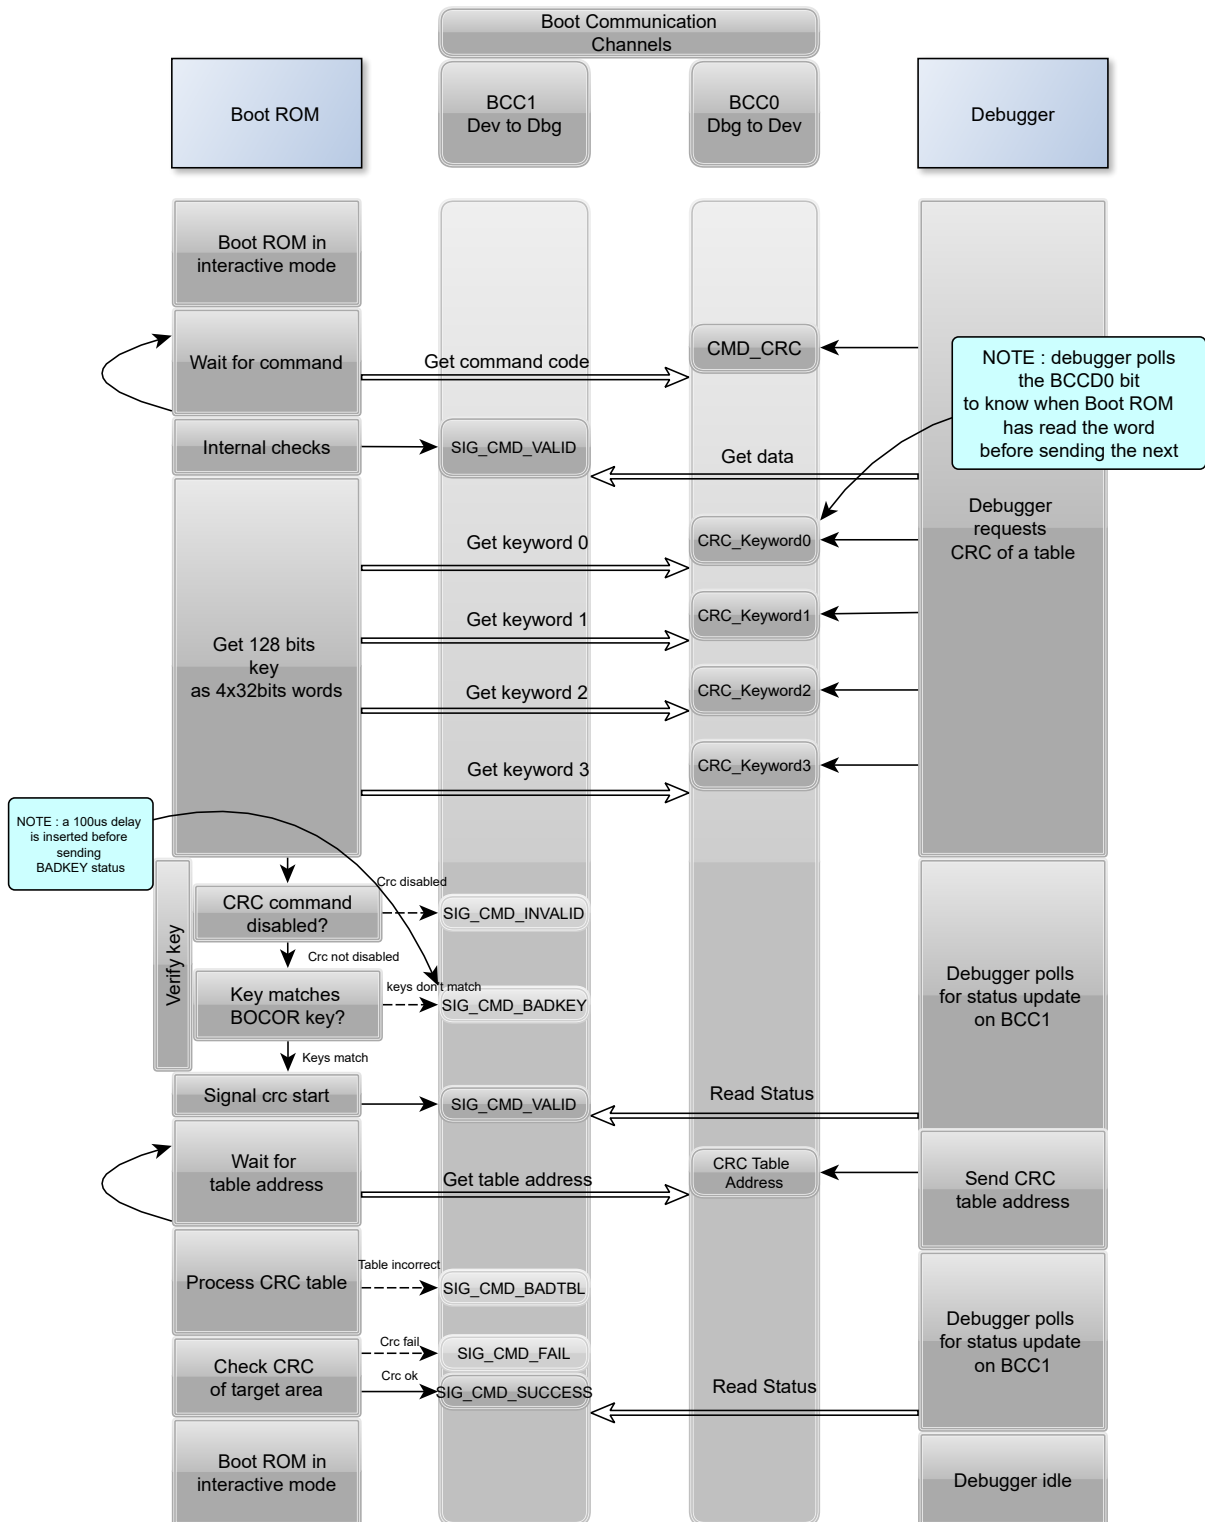 Boot Communication
Channels
Boot ROM
BCC1
Dev to Dbg
BCC0
Dbg to Dev
Debugger
Boot ROM in
interactive mode
Wait for command
Get command code
CMD_CRC
NOTE : debugger polls
the BCCD0 bit
to know when Boot ROM
has read the word
before sending the next
Internal checks
SIG_CMD_VALID
Get data
Debugger
requests
CRC of a table
Get keyword 0
CRC_Keyword0
Get keyword 1
CRC_Keyword1
Get 128 bits
key
as 4x32bits words
Get keyword 2
CRC_Keyword2
Get keyword 3
CRC_Keyword3
NOTE : a 100us delay
is inserted before
sending
BADKEY status
Verify key
CRC command
disabled?
Crc disabled
SIG_CMD_INVALID
Crc not disabled
Key matches
BOCOR key?
keys don't match
SIG_CMD_BADKEY
Debugger polls
for status update
on BCC1
Keys match
Signal crc start
SIG_CMD_VALID
Read Status
Wait for
table address
Get table address
CRC Table
Address
Send CRC
table address
Process CRC table
Table incorrect
SIG_CMD_BADTBL
Debugger polls
for status update
on BCC1
Check CRC
of target area
Crc fail
SIG_CMD_FAIL
Crc ok
SIG_CMD_SUCCESS
Read Status
Boot ROM in
interactive mode
Debugger idle